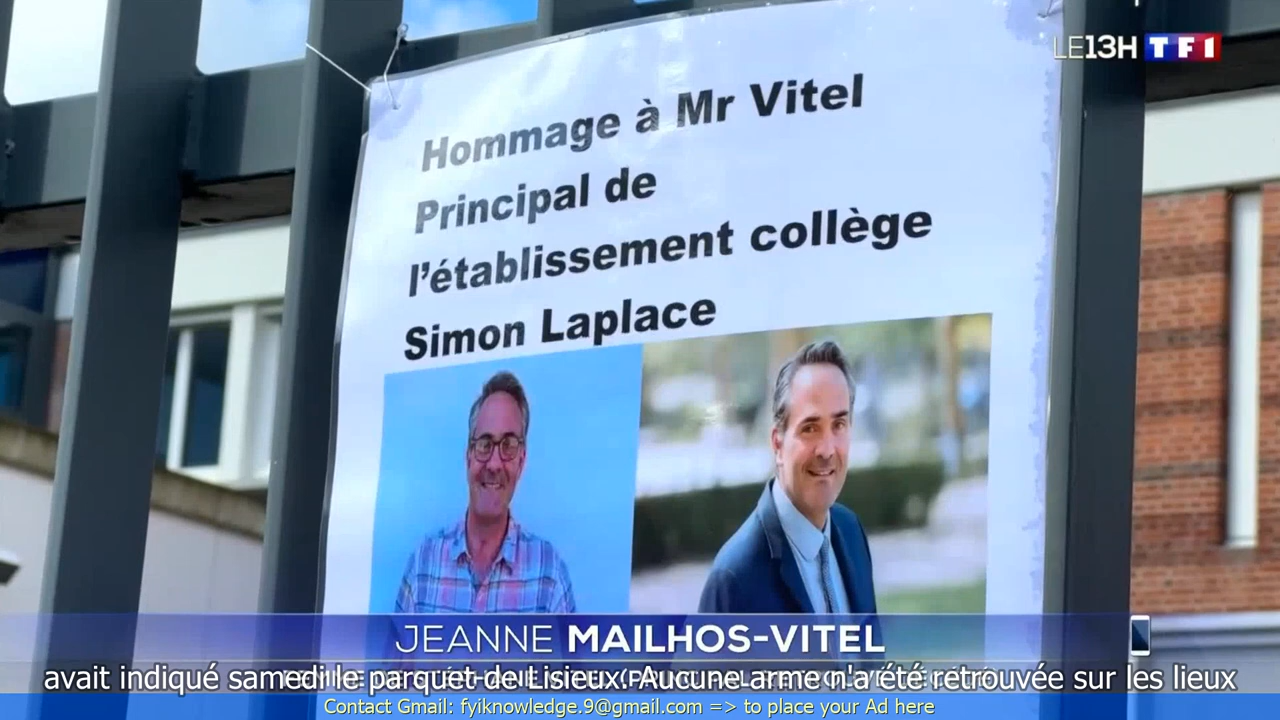 LE13H TF1
Hommage à Mr Vitel
Principal de
l'établissement collège
Simon Laplace
JEANNE MAILHOS-VITEL
avait indiqué samedi le parquet de Lisieux. Aucune arme n'a été retrouvée sur les lieux
Contact Gmail: fyiknowledge.9@gmail.com => to place your Ad here